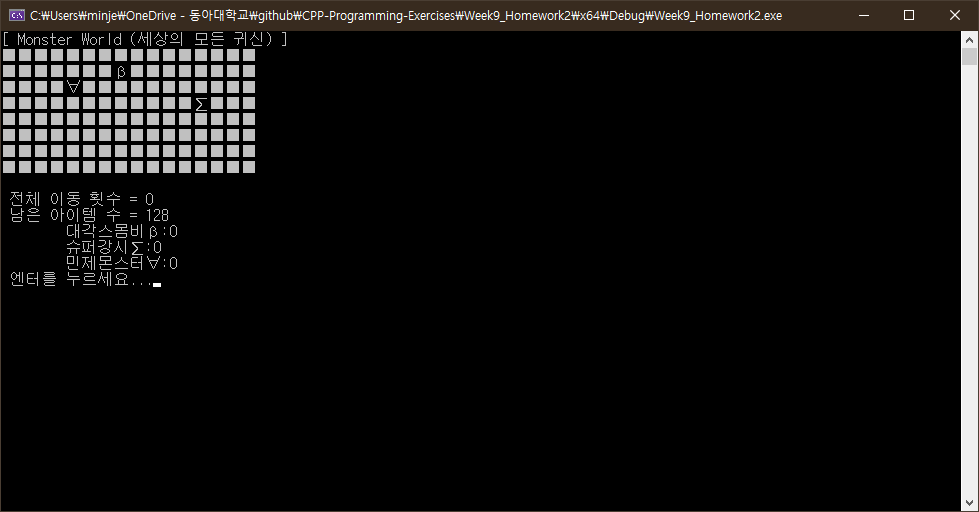 C:₩Users₩minje₩OneDrive - 동아대학교₩github₩CPP-Programming-Exercises₩Week9_Homework2₩x64₩Debug₩Week9_Homework2.exe
[ Monster World (세상의 모든 귀신) ]
■■■■■■■■■■■■■■■■
■■■■■■■β■■■■■■■■
■■■■∀■■■■■■■■■■■
■■■■■■■■■■■■∑■■■
■■■■■■■■■■■■■■■■
■■■■■■■■■■■■■■■■
■■■■■■■■■■■■■■■■
■■■■■■■■■■■■■■■■
전체 이동 횟수 = 0
남은 아이템 수 = 128
대각스몸비β:0
슈퍼강시∑:0
민제몬스터∀:0
엔터를 누르세요...